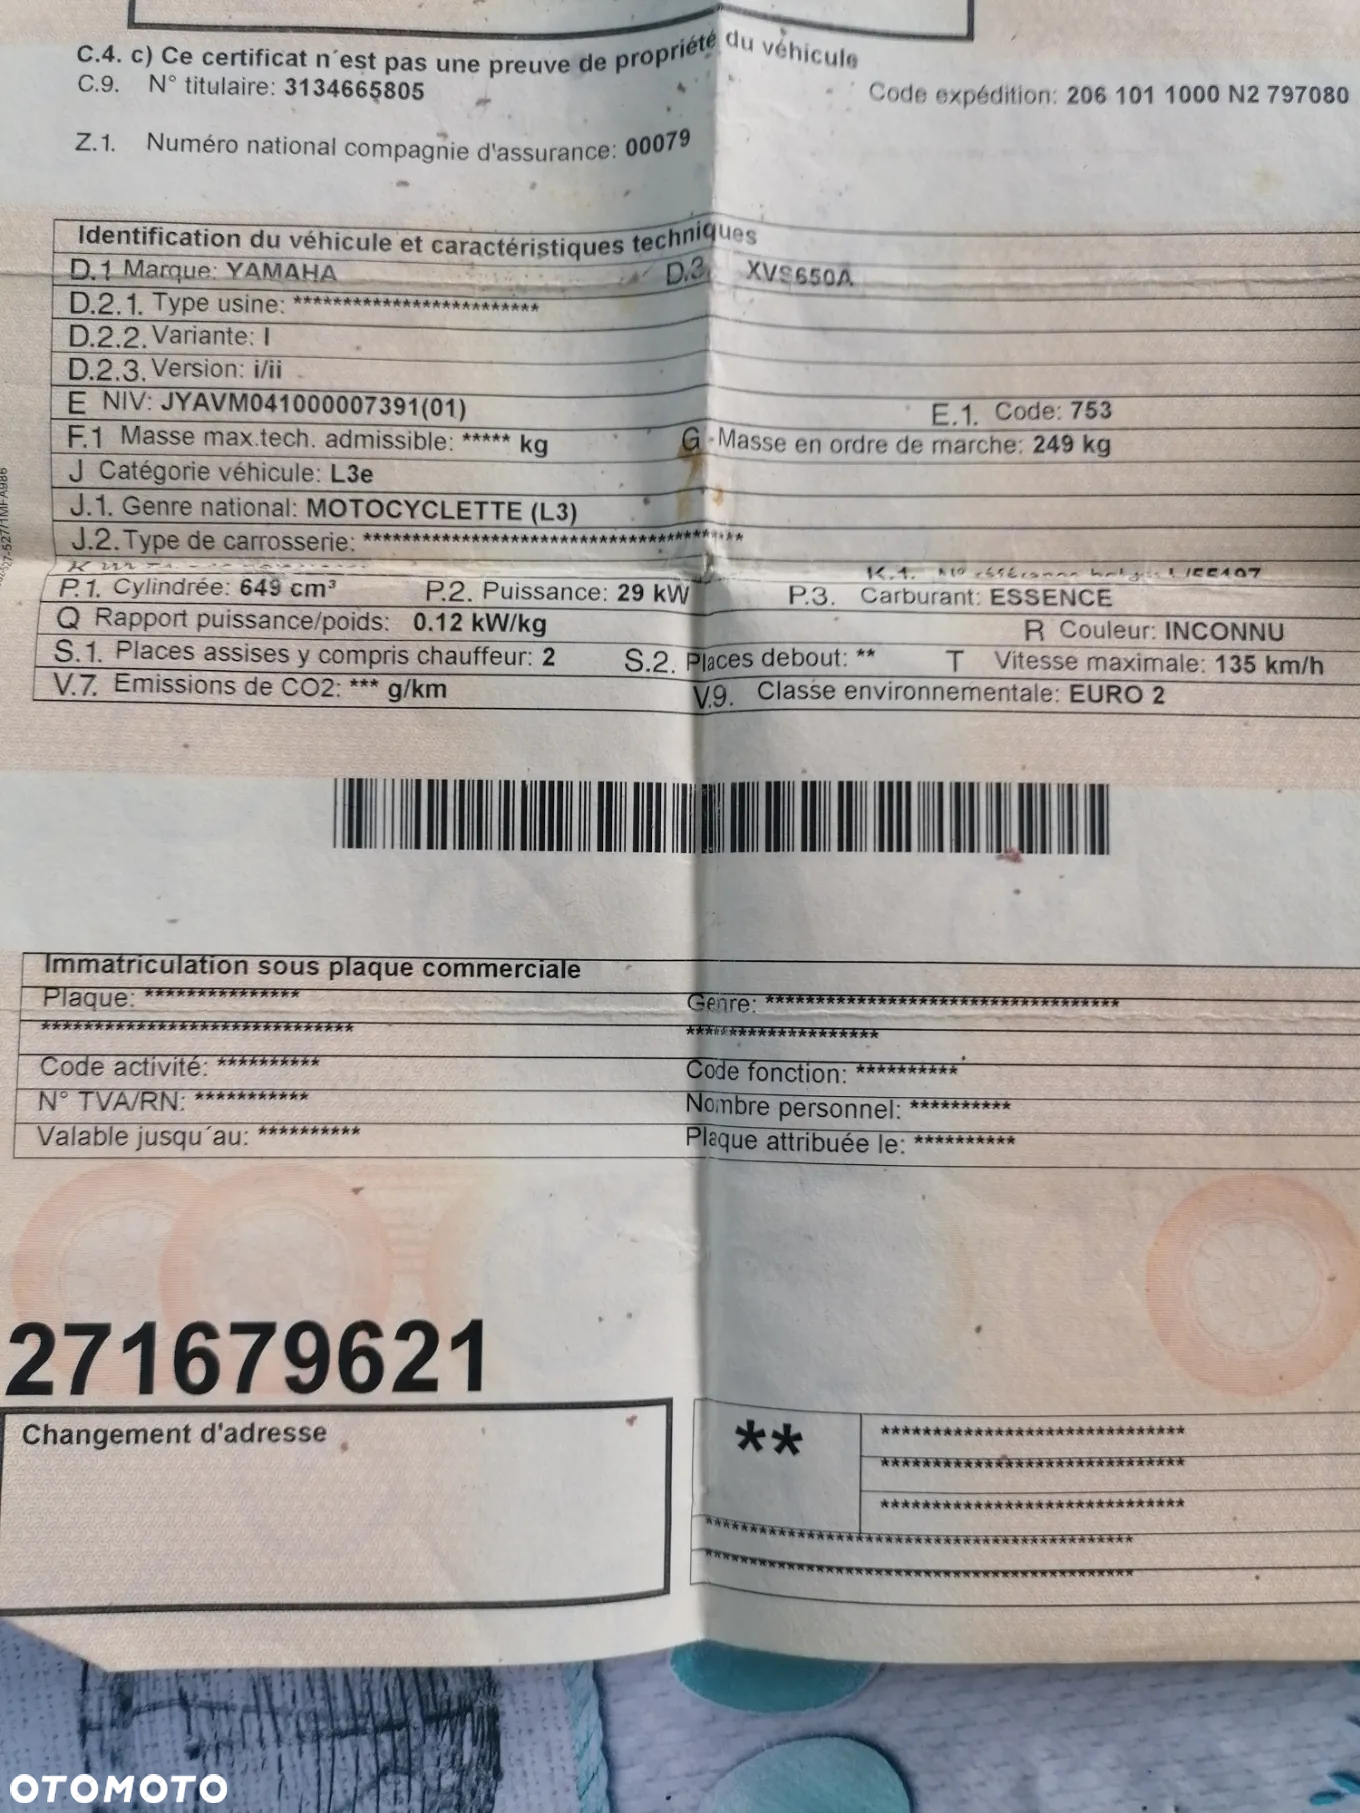 C.4. c) Ce certificat n´est pas une preuve de propriété du véhicule
C.9. N° titulaire: 3134665805
Code expédition: 206 101 1000 N2 797080
Z.1. Numéro national compagnie d'assurance: 00079
Identification du véhicule et caractéristiques techniques
D.1 Marque: YAMAHA D.3. XVS650A
D.2.1. Type usine: *************************
D.2.2. Variante: I
D.2.3. Version: i/ii
E NIV: JYAVM041000007391(01) E.1. Code: 753
F.1 Masse max.tech. admissible: ***** kg G Masse en ordre de marche: 249 kg
J Catégorie véhicule: L3e
J.1. Genre national: MOTOCYCLETTE (L3)
J.2. Type de carrosserie: ***************************************
K.1.
P.1. Cylindrée: 649 cm³ P.2. Puissance: 29 kW P.3. Carburant: ESSENCE
Q Rapport puissance/poids: 0.12 kW/kg R Couleur: INCONNU
S.1. Places assises y compris chauffeur: 2 S.2. Places debout: ** T Vitesse maximale: 135 km/h
V.7. Emissions de CO2: *** g/km V.9. Classe environnementale: EURO 2
Immatriculation sous plaque commerciale
Plaque: *************** Genre: ***********************************
****************************** *******************
Code activité: ********** Code fonction: **********
N° TVA/RN: *********** Nombre personnel: **********
Valable jusqu´au: ********** Plaque attribuée le: **********
271679621
Changement d'adresse
**
******************************
******************************
******************************
******************************************
******************************************
OTOMOTO